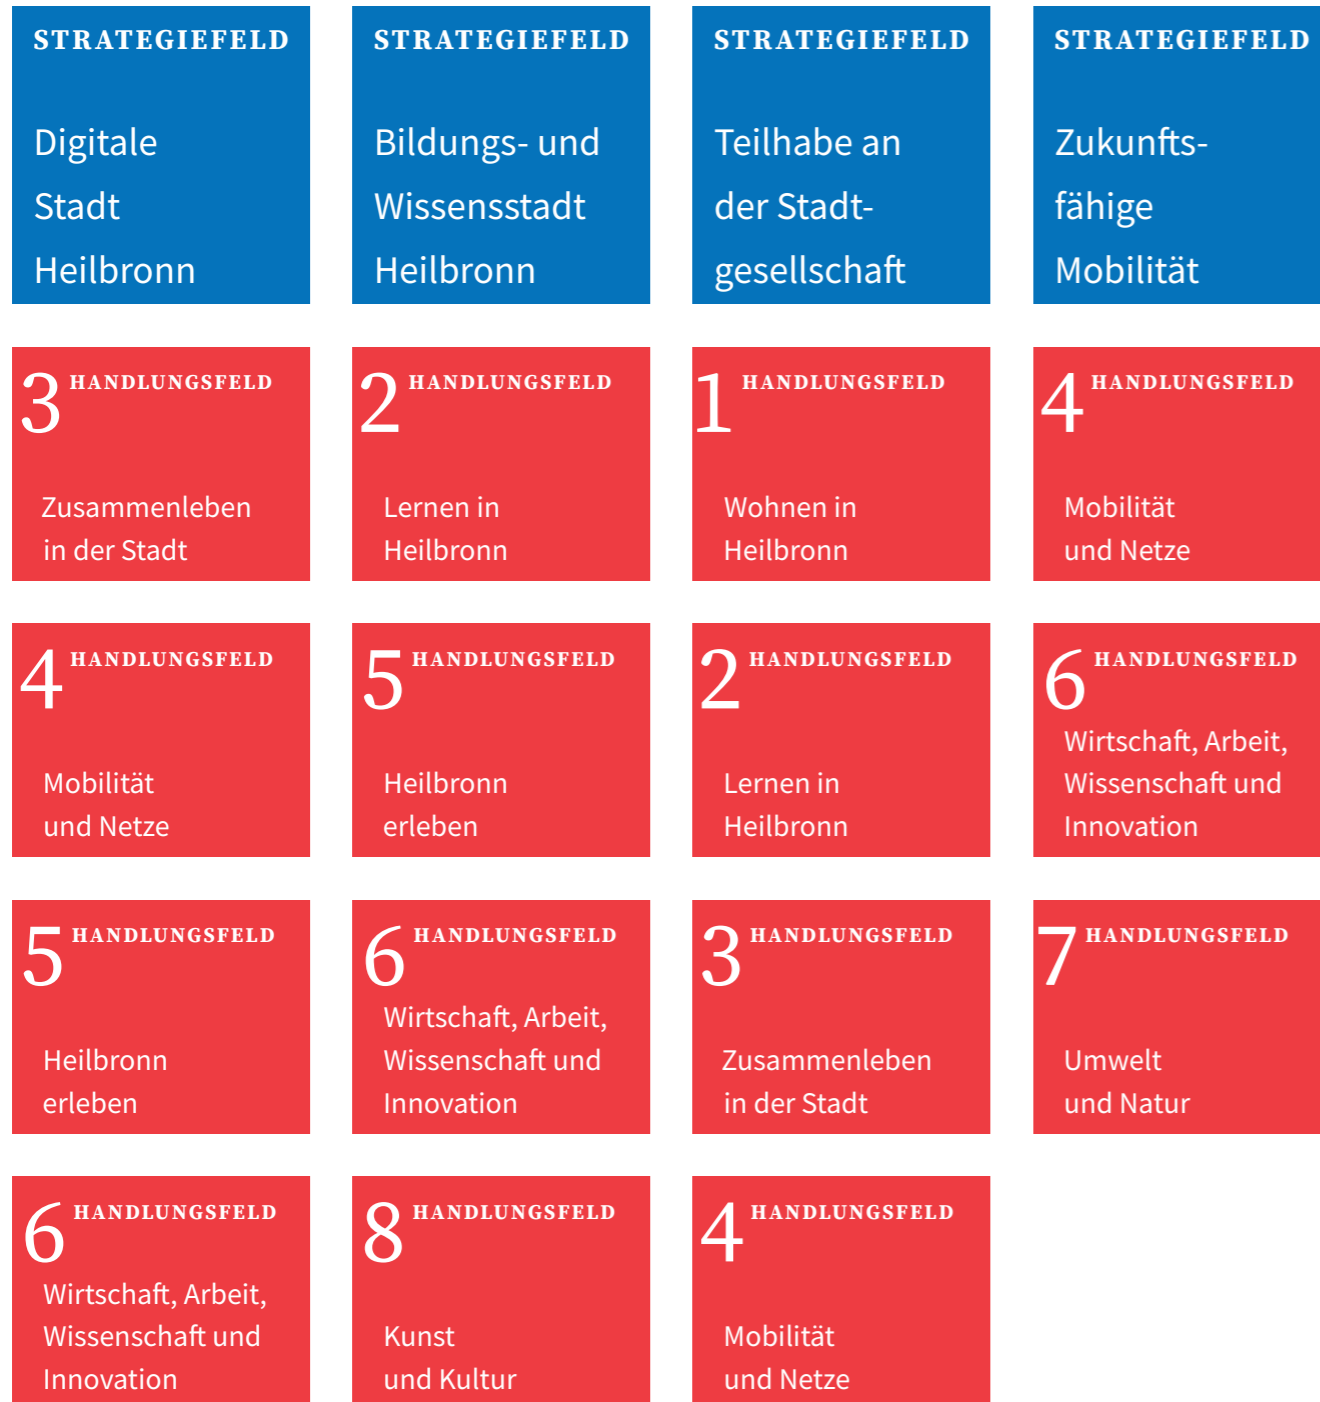 STRATEGIEFELD
Digitale
Stadt
Heilbronn
STRATEGIEFELD
Bildungs- und
Wissensstadt
Heilbronn
STRATEGIEFELD
Teilhabe an
der Stadt-
gesellschaft
STRATEGIEFELD
Zukunfts-
fähige
Mobilität
3 HANDLUNGSFELD
Zusammenleben
in der Stadt
2 HANDLUNGSFELD
Lernen in
Heilbronn
1 HANDLUNGSFELD
Wohnen in
Heilbronn
4 HANDLUNGSFELD
Mobilität
und Netze
4 HANDLUNGSFELD
Mobilität
und Netze
5 HANDLUNGSFELD
Heilbronn
erleben
2 HANDLUNGSFELD
Lernen in
Heilbronn
6 HANDLUNGSFELD
Wirtschaft, Arbeit,
Wissenschaft und
Innovation
5 HANDLUNGSFELD
Heilbronn
erleben
6 HANDLUNGSFELD
Wirtschaft, Arbeit,
Wissenschaft und
Innovation
3 HANDLUNGSFELD
Zusammenleben
in der Stadt
7 HANDLUNGSFELD
Umwelt
und Natur
6 HANDLUNGSFELD
Wirtschaft, Arbeit,
Wissenschaft und
Innovation
8 HANDLUNGSFELD
Kunst
und Kultur
4 HANDLUNGSFELD
Mobilität
und Netze